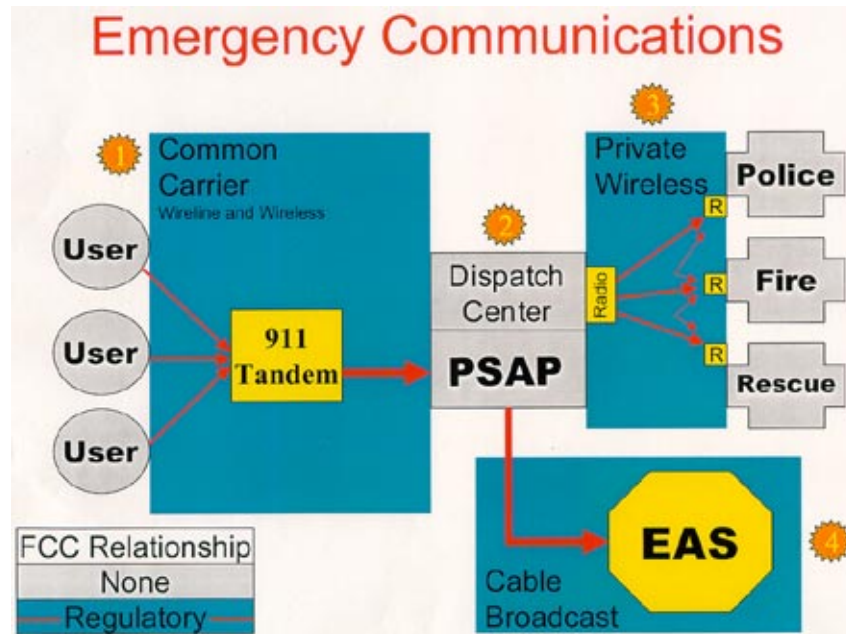 Emergency Communications
1
Common
Carrier
Wireline and Wireless
User
User
User
911
Tandem
2
Dispatch
Center
PSAP
3
Private
Wireless
Radio
R
R
R
Police
Fire
Rescue
EAS
4
Cable
Broadcast
FCC Relationship
None
Regulatory